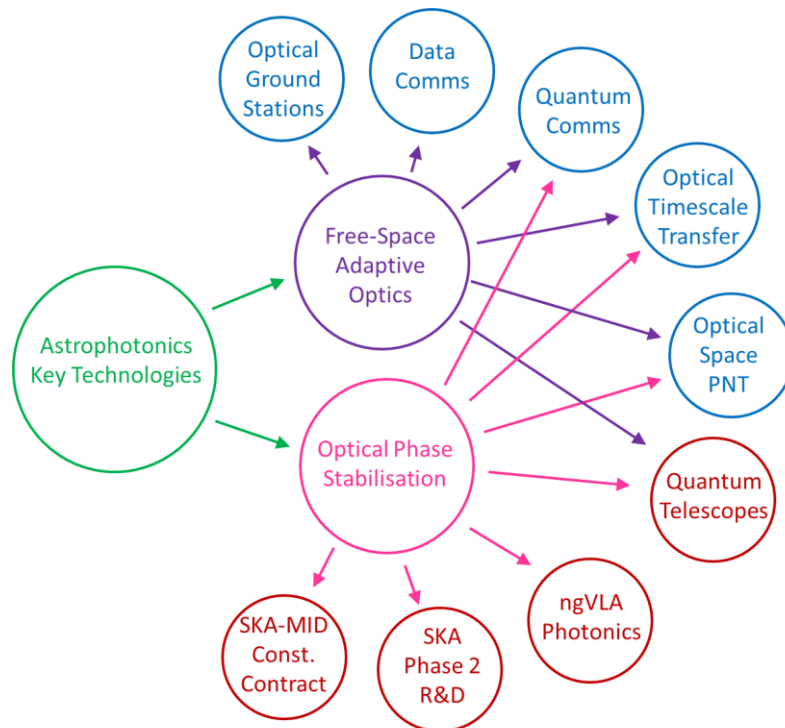 Optical
Ground
Stations
Data
Comms
Quantum
Comms
Optical
Timescale
Transfer
Free-Space
Adaptive
Optics
Optical
Space
PNT
Astrophotonics
Key Technologies
Optical Phase
Stabilisation
Quantum
Telescopes
ngVLA
Photonics
SKA-MID
Const.
Contract
SKA
Phase 2
R&D